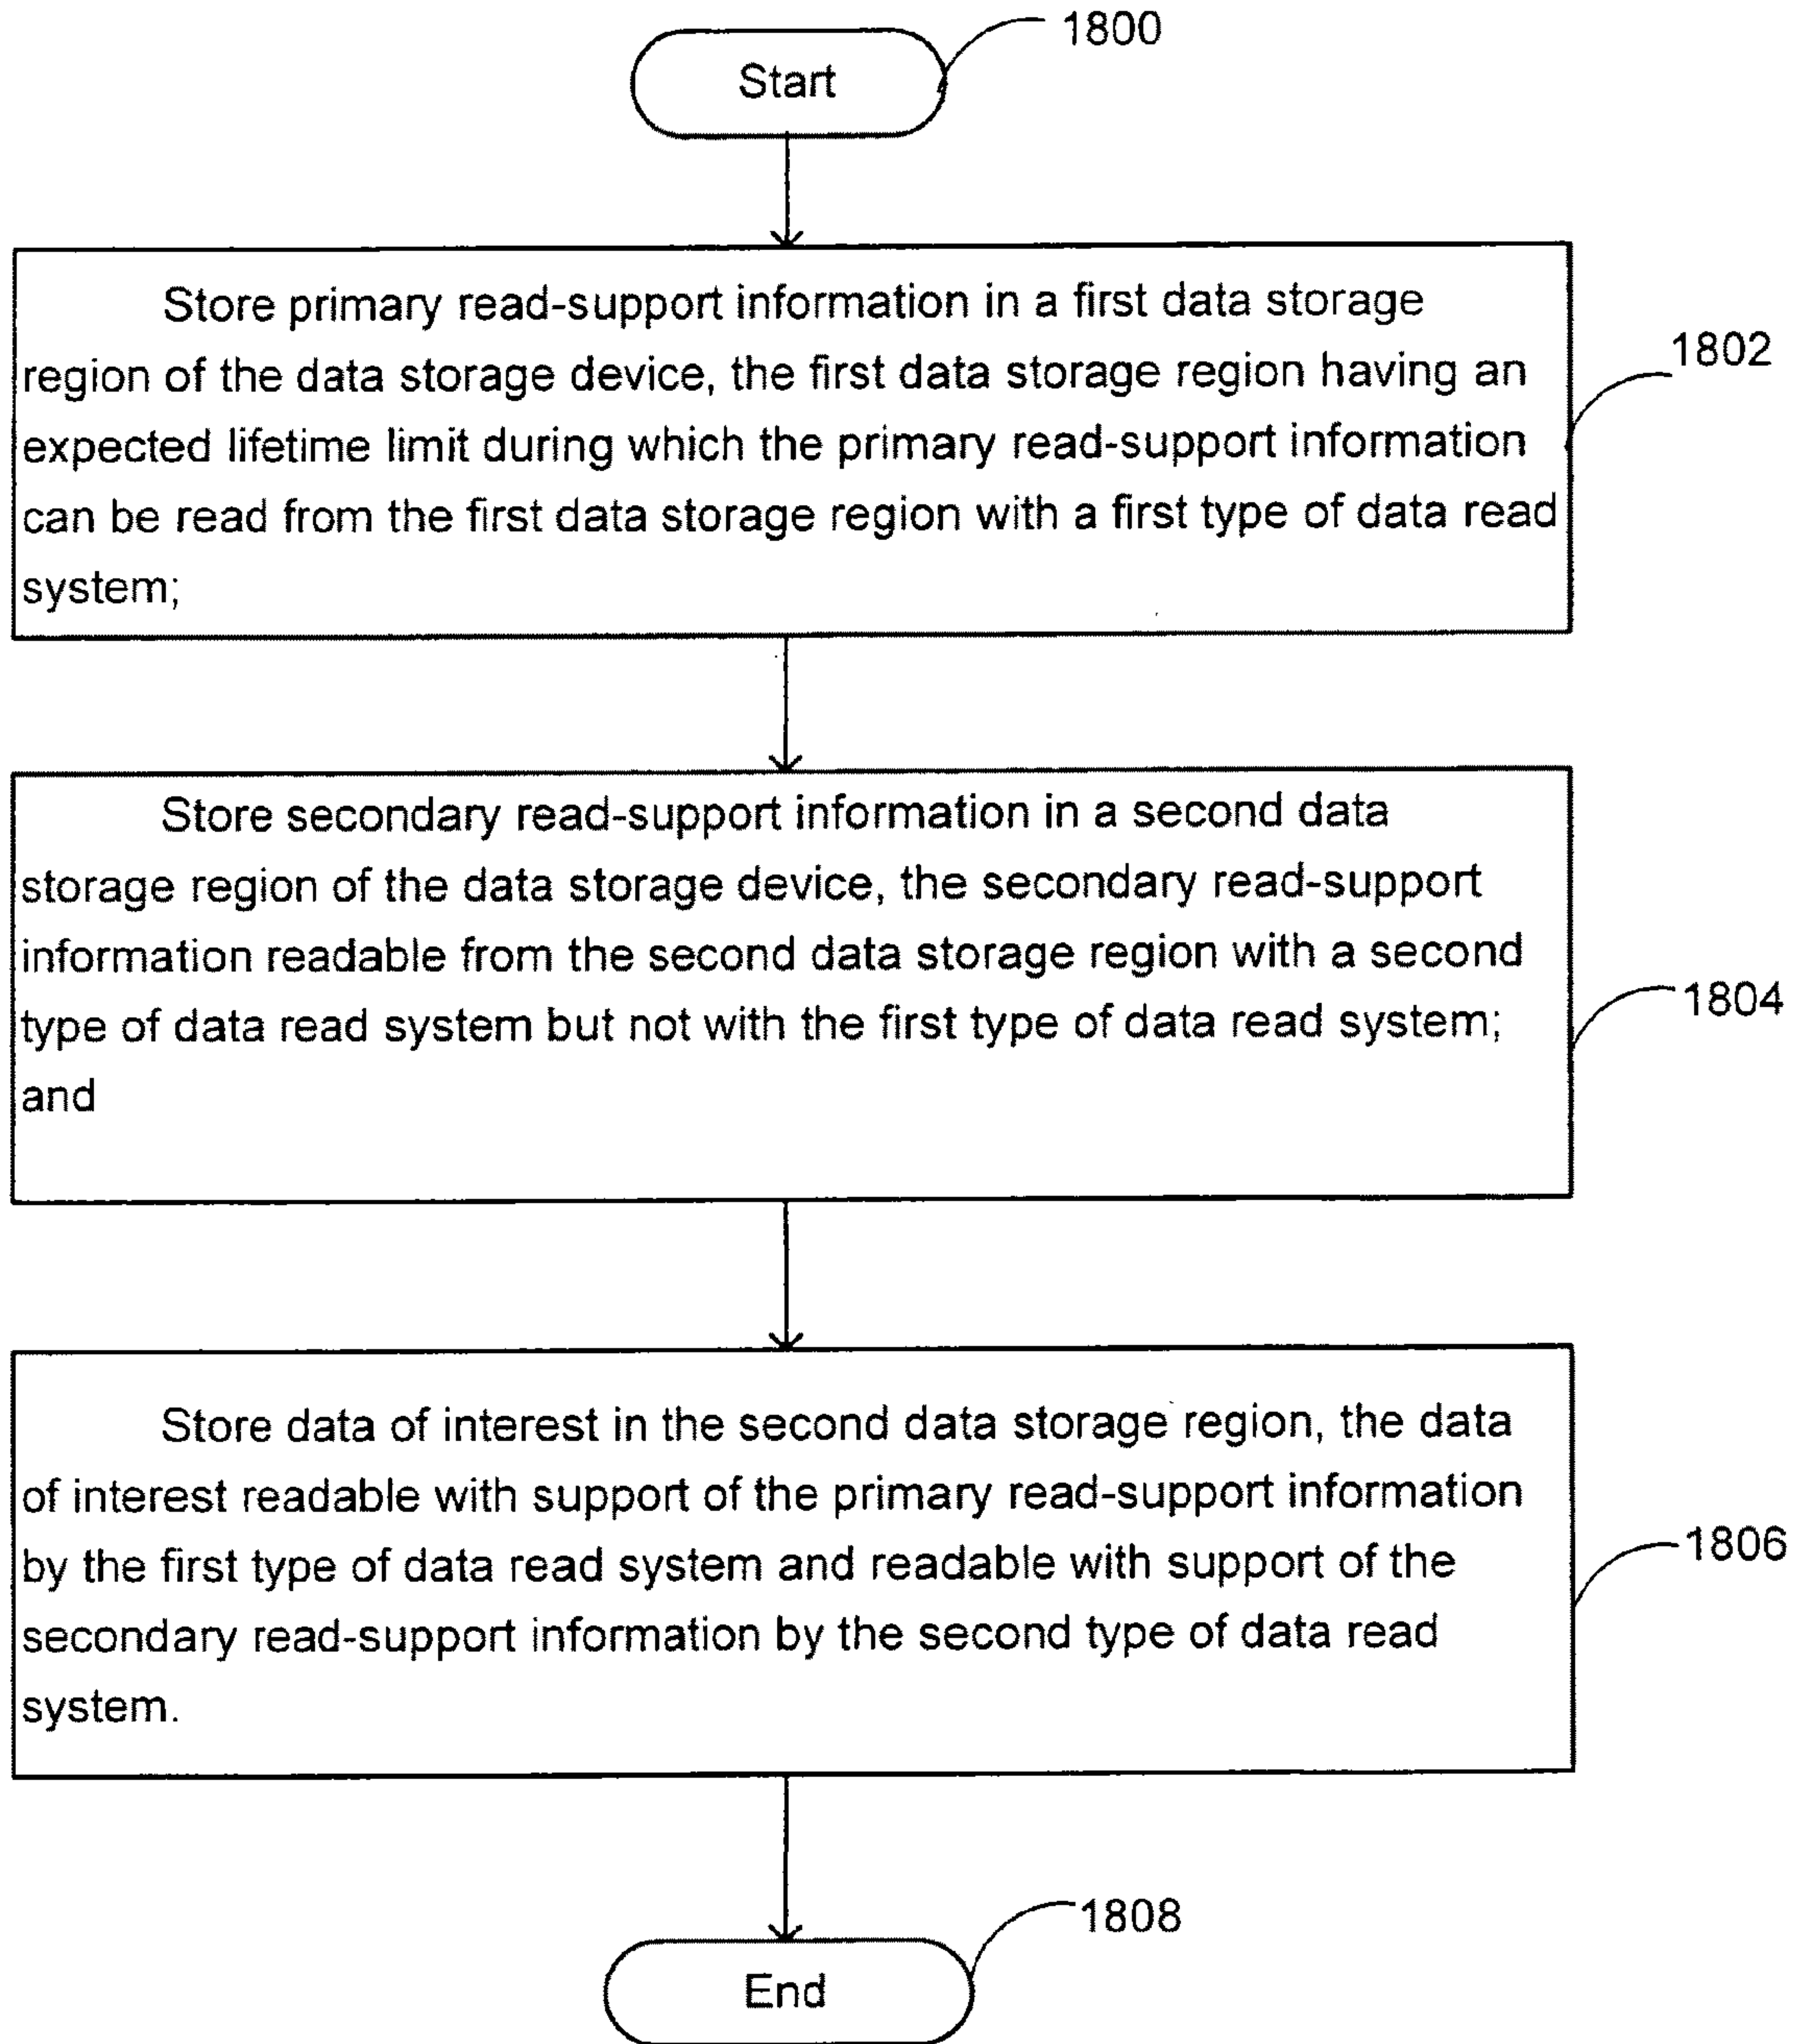 1800
Start
Store primary read-support information in a first data storage
region of the data storage device, the first data storage region having an
expected lifetime limit during which the primary read-support information
can be read from the first data storage region with a first type of data read
system;
1802
Store secondary read-support information in a second data
storage region of the data storage device, the secondary read-support
information readable from the second data storage region with a second
type of data read system but not with the first type of data read system;
and
1804
Store data of interest in the second data storage region, the data
of interest readable with support of the primary read-support information
by the first type of data read system and readable with support of the
secondary read-support information by the second type of data read
system.
1806
1808
End